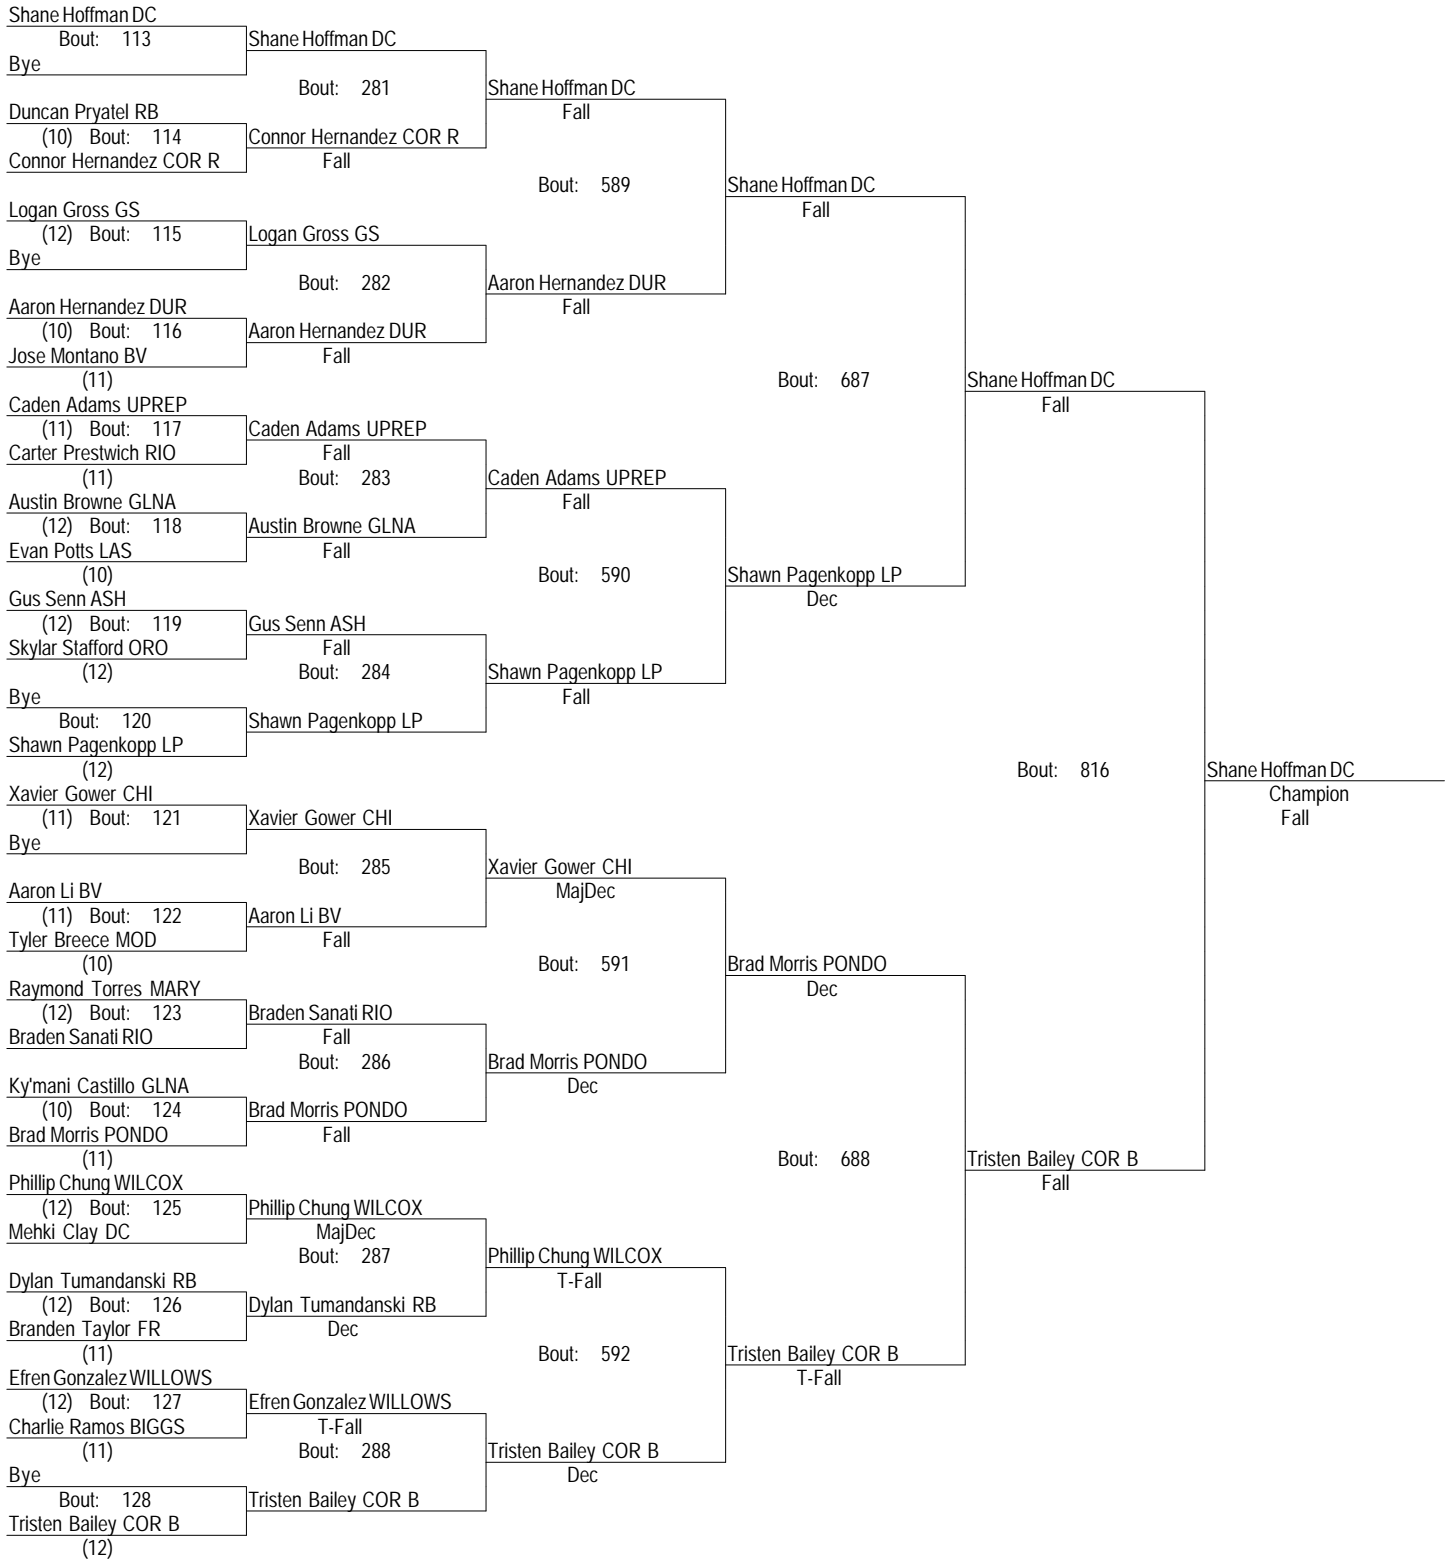 Shane Hoffman DC
Bout: 113
Bye
Duncan Pryatel RB
(10) Bout: 114
Connor Hernandez COR R
Logan Gross GS
(12) Bout: 115
Bye
Aaron Hernandez DUR
(10) Bout: 116
Jose Montano BV
(11)
Caden Adams UPREP
(11) Bout: 117
Carter Prestwich RIO
(11)
Austin Browne GLNA
(12) Bout: 118
Evan Potts LAS
(10)
Gus Senn ASH
(12) Bout: 119
Skylar Stafford ORO
(12)
Bye
Bout: 120
Shawn Pagenkopp LP
(12)
Xavier Gower CHI
(11) Bout: 121
Bye
Aaron Li BV
(11) Bout: 122
Tyler Breece MOD
(10)
Raymond Torres MARY
(12) Bout: 123
Braden Sanati RIO
Ky'mani Castillo GLNA
(10) Bout: 124
Brad Morris PONDO
(11)
Phillip Chung WILCOX
(12) Bout: 125
Mehki Clay DC
Dylan Tumandanski RB
(12) Bout: 126
Branden Taylor FR
(11)
Efren Gonzalez WILLOWS
(12) Bout: 127
Charlie Ramos BIGGS
(11)
Bye
Bout: 128
Tristen Bailey COR B
(12)
Shane Hoffman DC
Bout: 281
Connor Hernandez COR R
Fall
Logan Gross GS
Bout: 282
Aaron Hernandez DUR
Fall
Caden Adams UPREP
Fall
Bout: 283
Austin Browne GLNA
Fall
Gus Senn ASH
Fall
Bout: 284
Shawn Pagenkopp LP
Xavier Gower CHI
Bout: 285
Aaron Li BV
Fall
Braden Sanati RIO
Fall
Bout: 286
Brad Morris PONDO
Fall
Phillip Chung WILCOX
MajDec
Bout: 287
Dylan Tumandanski RB
Dec
Efren Gonzalez WILLOWS
T-Fall
Bout: 288
Tristen Bailey COR B
Shane Hoffman DC
Fall
Bout: 589
Aaron Hernandez DUR
Fall
Caden Adams UPREP
Fall
Bout: 590
Shawn Pagenkopp LP
Fall
Xavier Gower CHI
MajDec
Bout: 591
Brad Morris PONDO
Dec
Phillip Chung WILCOX
T-Fall
Bout: 592
Tristen Bailey COR B
Dec
Shane Hoffman DC
Fall
Bout: 687
Shawn Pagenkopp LP
Dec
Brad Morris PONDO
Dec
Bout: 688
Tristen Bailey COR B
T-Fall
Shane Hoffman DC
Fall
Bout: 816
Tristen Bailey COR B
Fall
Shane Hoffman DC
Champion
Fall